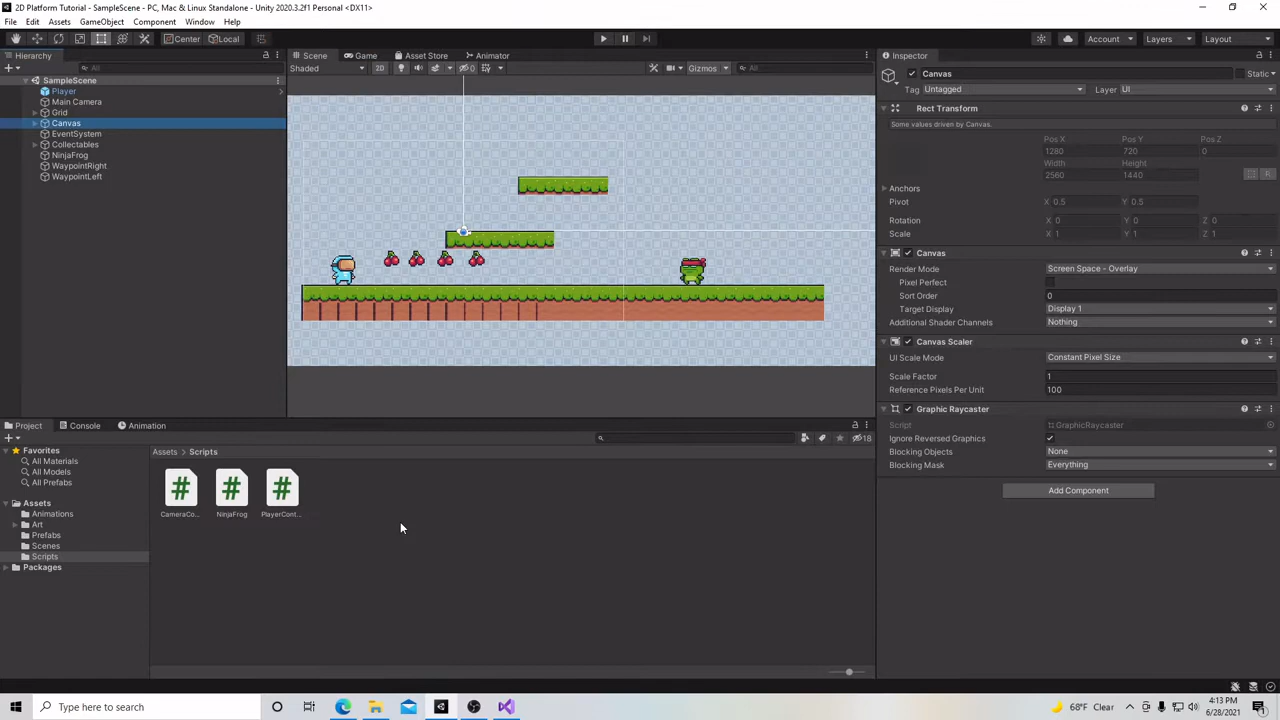 2D Platform Tutorial - SampleScene - PC, Mac & Linux Standalone - Unity 2020.3.2f1 Personal <DX11>
File Edit Assets GameObject Component Window Help
Center Local Account Layers Layout
Hierarchy
All
SampleScene
Player
Main Camera
Grid
Canvas
EventSystem
Collectables
NinjaFrog
WaypointRight
WaypointLeft
Scene Game Asset Store Animator
Shaded 2D 0 Gizmos All
Inspector
Canvas Static
Tag Untagged Layer UI
Rect Transform
Some values driven by Canvas.
Pos X Pos Y Pos Z
1280 720 0
Width Height
2560 1440
R
Anchors
Pivot X 0.5 Y 0.5
Rotation X 0 Y 0 Z 0
Scale X 1 Y 1 Z 1
Canvas
Render Mode Screen Space - Overlay
Pixel Perfect
Sort Order 0
Target Display Display 1
Additional Shader Channels Nothing
Canvas Scaler
UI Scale Mode Constant Pixel Size
Scale Factor 1
Reference Pixels Per Unit 100
Graphic Raycaster
Script GraphicRaycaster
Ignore Reversed Graphics
Blocking Objects None
Blocking Mask Everything
Add Component
Project Console Animation
18
Favorites
All Materials
All Models
All Prefabs
Assets
Animations
Art
Prefabs
Scenes
Scripts
Packages
Assets > Scripts
# # #
CameraCo... NinjaFrog PlayerCont...
Type here to search
68°F Clear
4:13 PM
6/28/2021
1